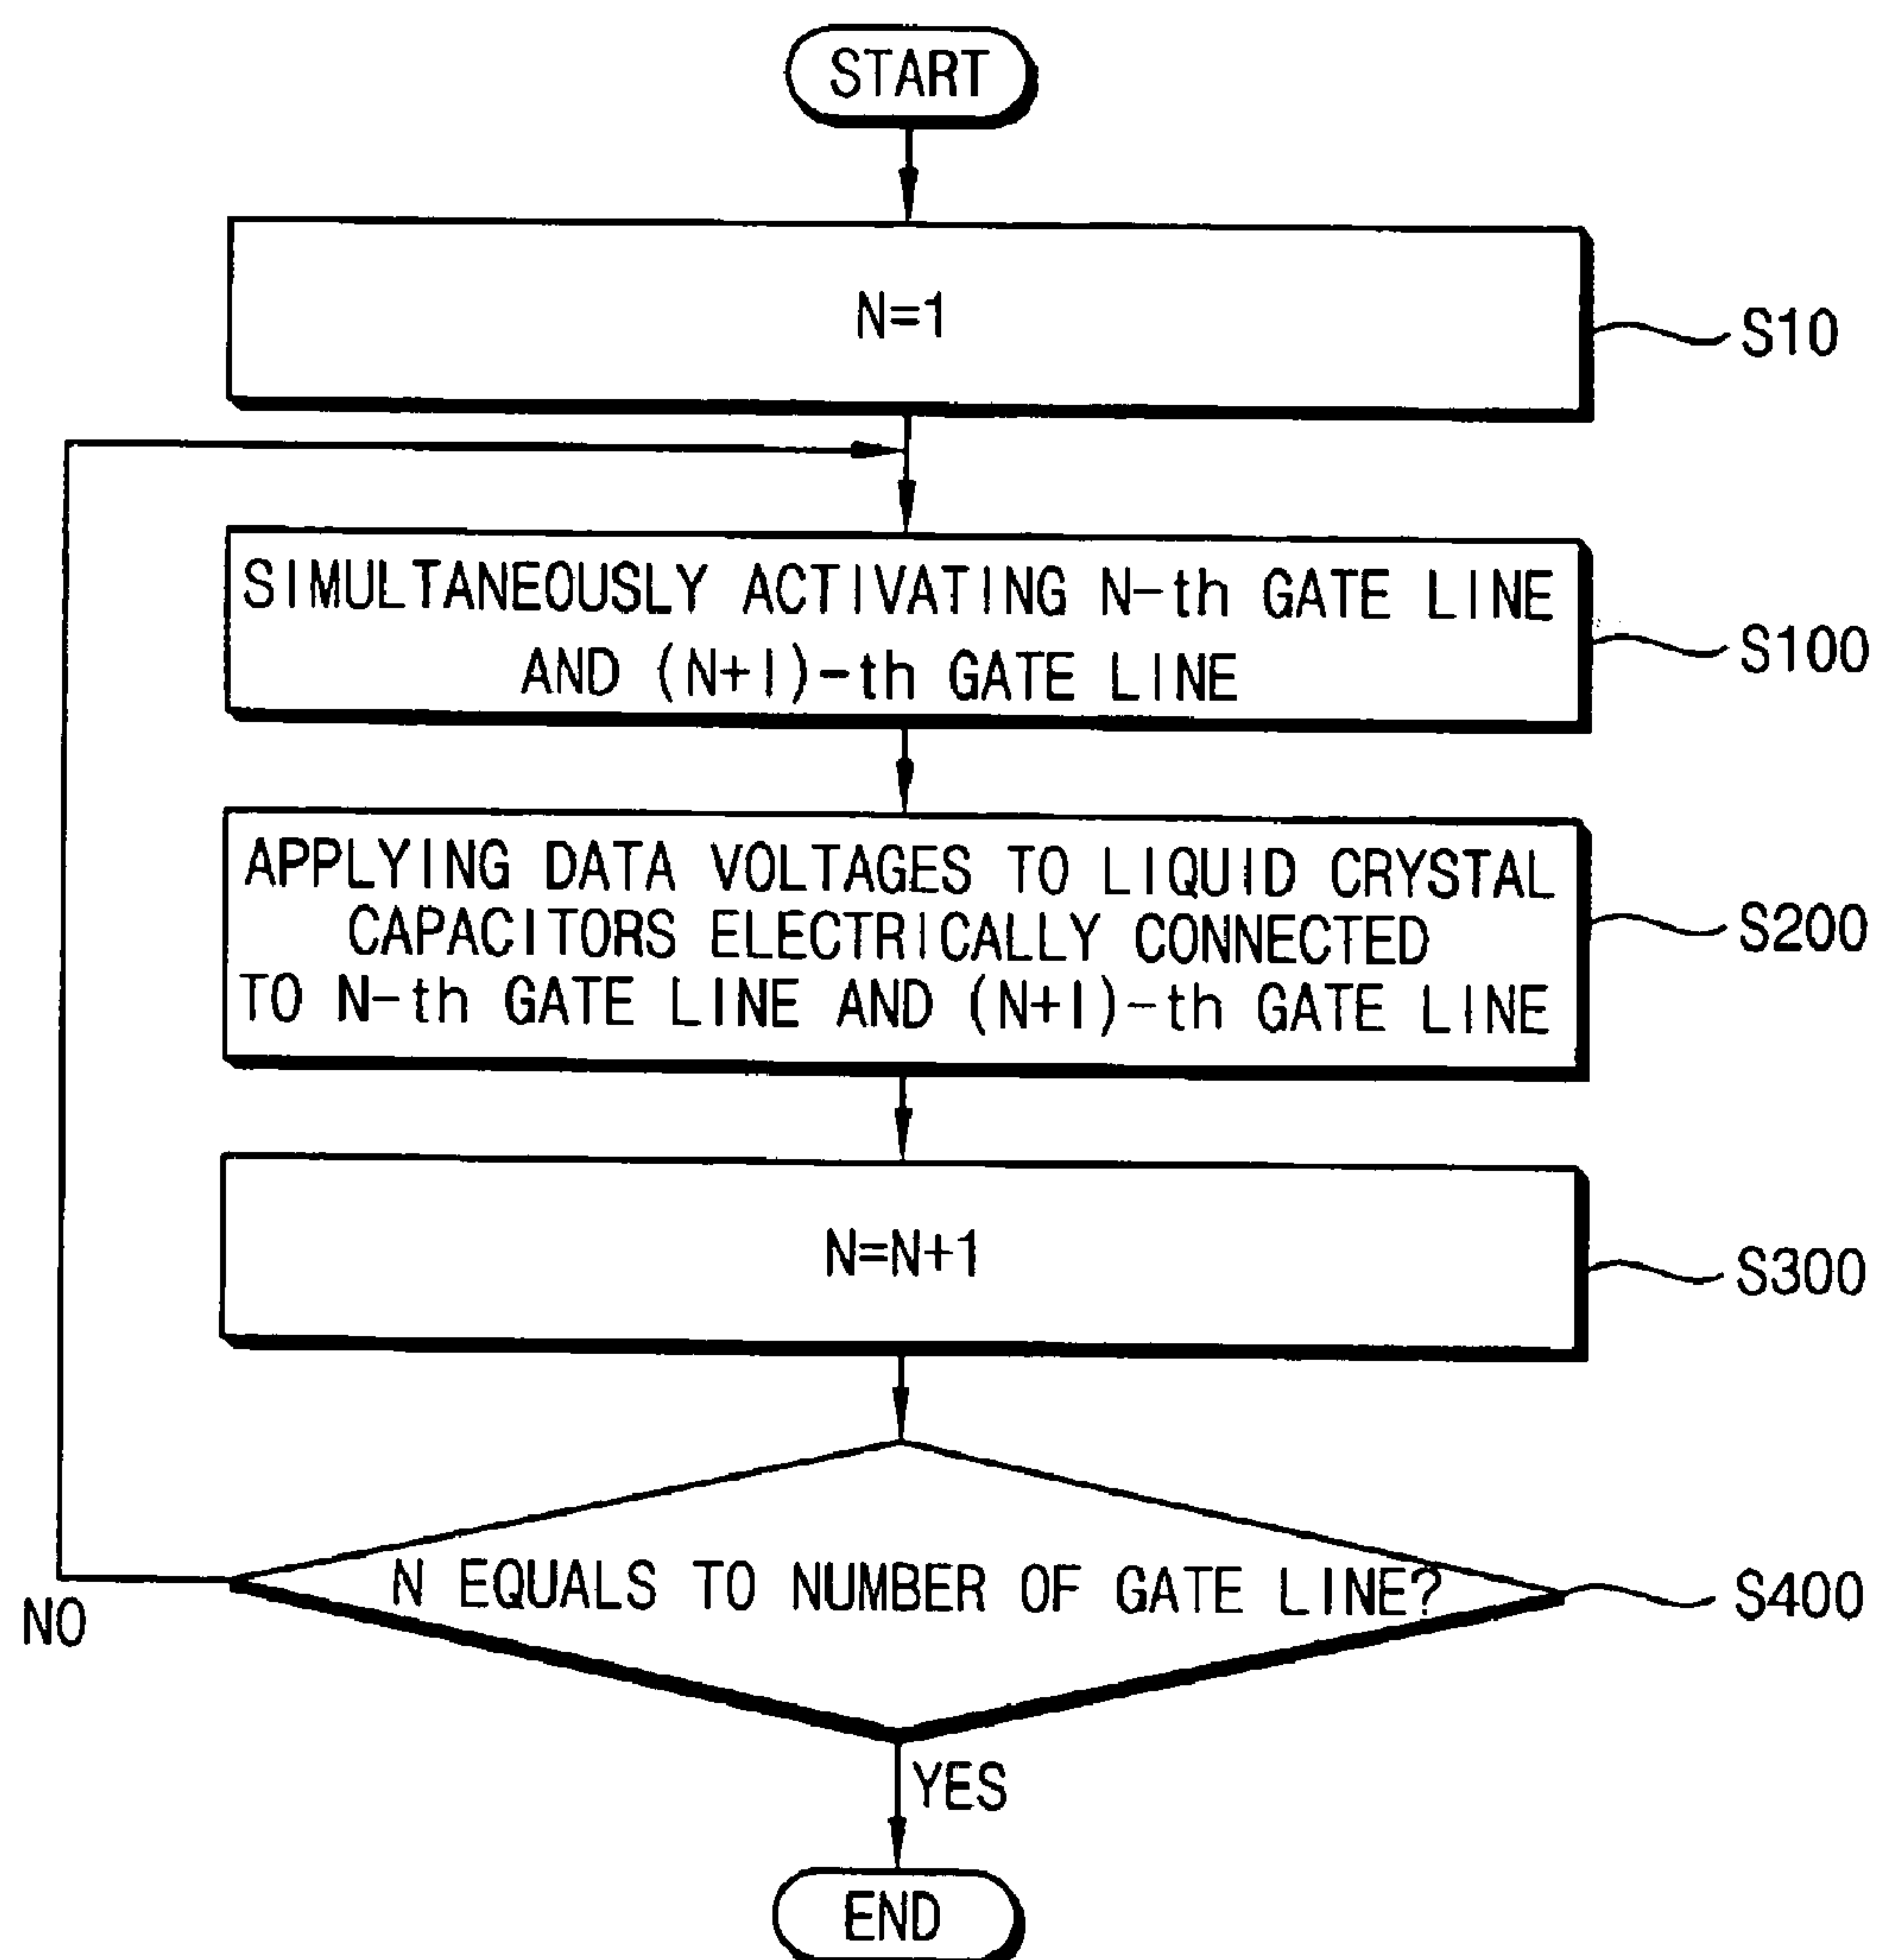 START
N=1
S10
SIMULTANEOUSLY ACTIVATING N-th GATE LINE
AND (N+1)-th GATE LINE
S100
APPLYING DATA VOLTAGES TO LIQUID CRYSTAL
CAPACITORS ELECTRICALLY CONNECTED
TO N-th GATE LINE AND (N+1)-th GATE LINE
S200
N=N+1
S300
N EQUALS TO NUMBER OF GATE LINE?
S400
NO
YES
END